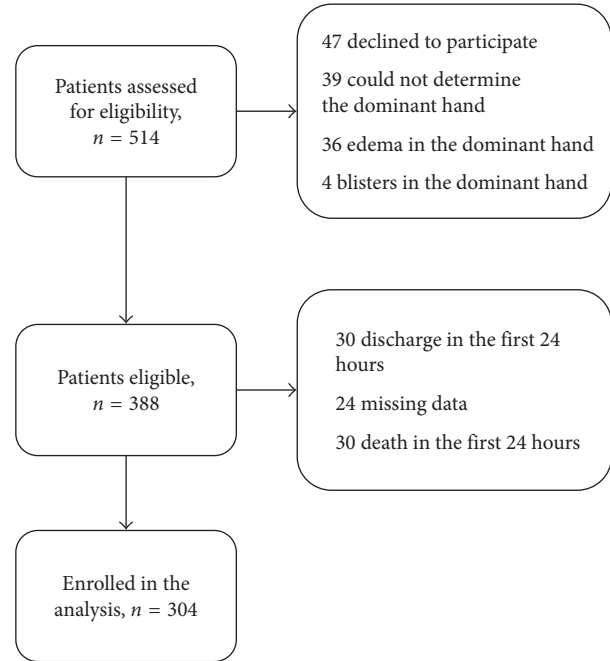 Patients assessed
for eligibility,
n = 514
47 declined to participate
39 could not determine
the dominant hand
36 edema in the dominant hand
4 blisters in the dominant hand
Patients eligible,
n = 388
30 discharge in the first 24
hours
24 missing data
30 death in the first 24 hours
Enrolled in the
analysis, n = 304